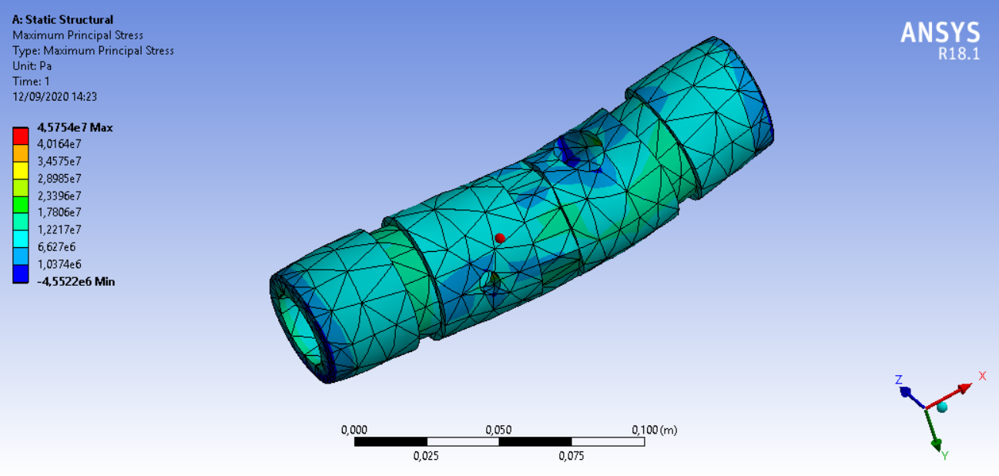 A: Static Structural
Maximum Principal Stress
Type: Maximum Principal Stress
Unit: Pa
Time: 1
12/09/2020 14:23
4,5754e7 Max
4,0164e7
3,4575e7
2,8985e7
2,3396e7
1,7806e7
1,2217e7
6,627e6
1,0374e6
-4,5522e6 Min
ANSYS
R18.1
0,000 0,050 0,100 (m)
0,025 0,075
Z X
Y